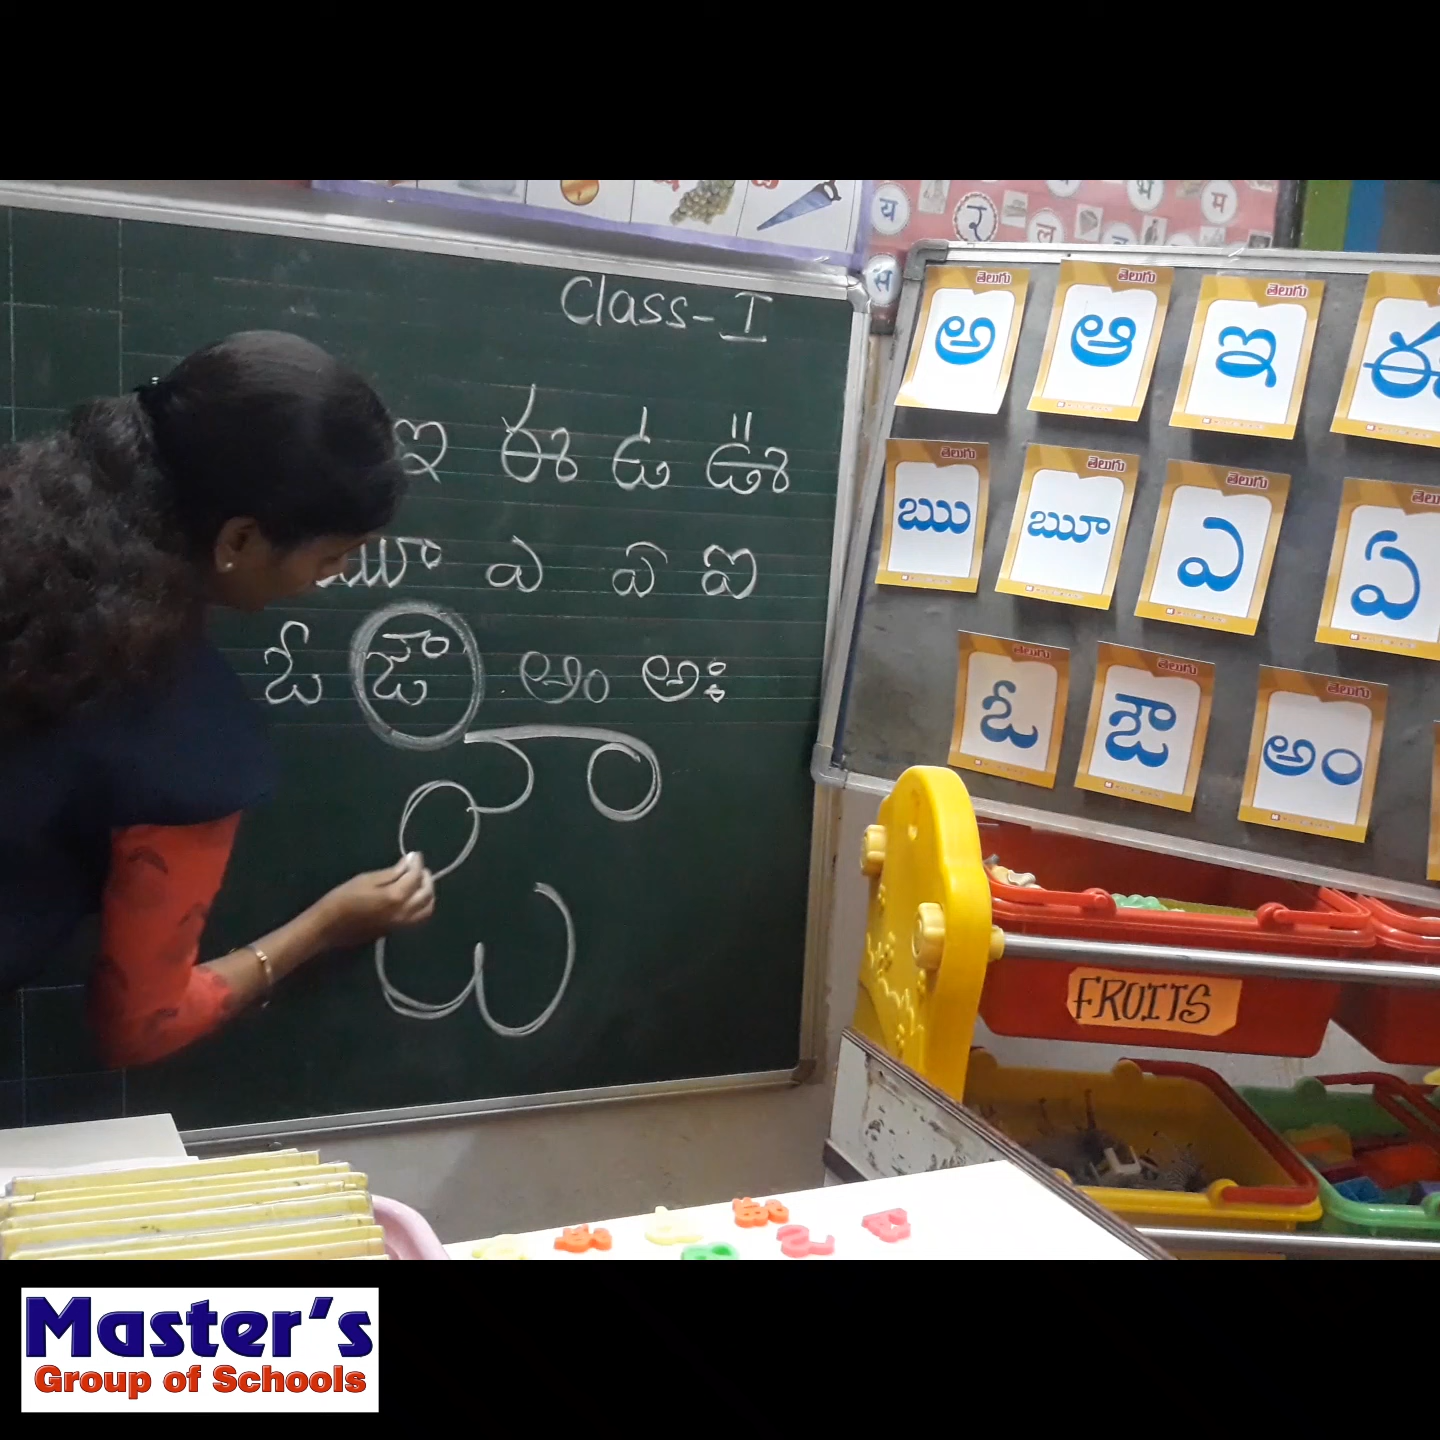 य
र
ल
भ
म
स
Class-I
ఇ ఈ ఉ ఊ
ౠ ఎ ఏ ఐ
ఓ ఔ అం అః
ఔ
తెలుగు తెలుగు తెలుగు
అ ఆ ఇ ఈ
తెలుగు తెలుగు తెలుగు తెలు
ఋ ౠ ఎ ఏ
తెలుగు తెలుగు తెలుగు
ఓ ఔ అం
FRUITS
Master's
Group of Schools